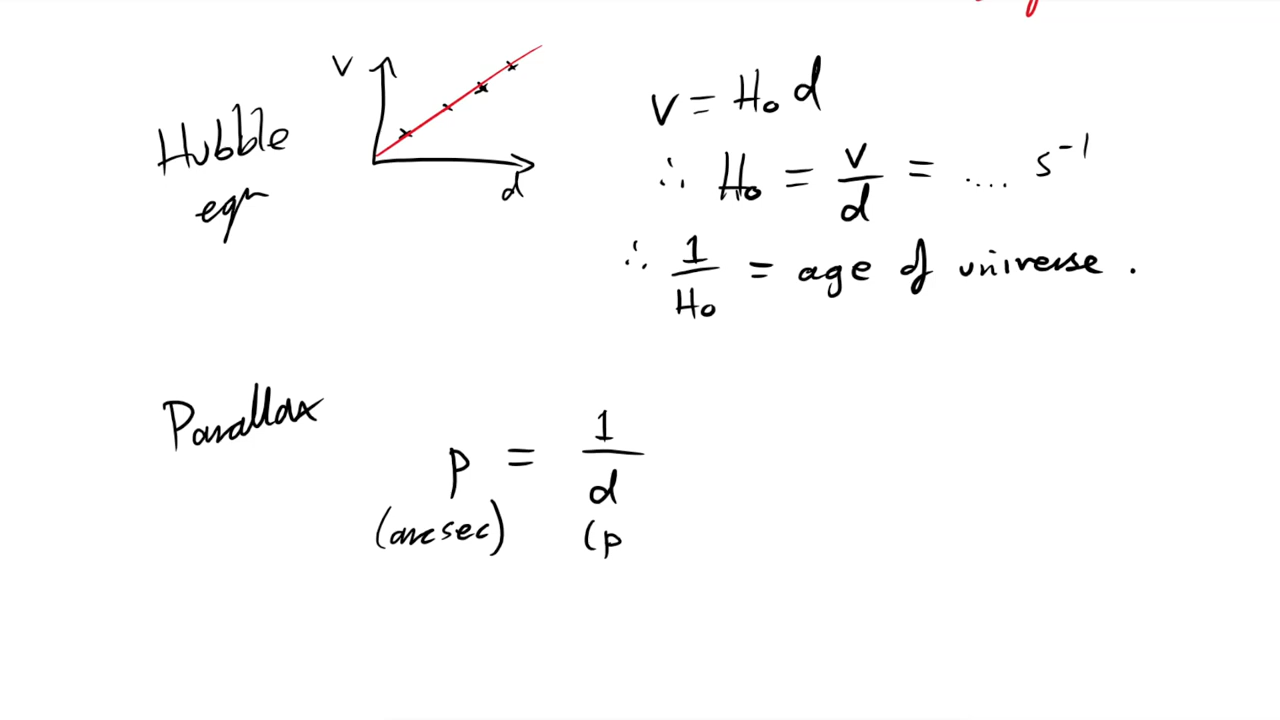 Hubble
eqn
v
d
v = H₀ d
∴ H₀ = v/d = .... s⁻¹
∴ 1/H₀ = age of universe.
Parallax
p = 1/d
(arcsec) (p